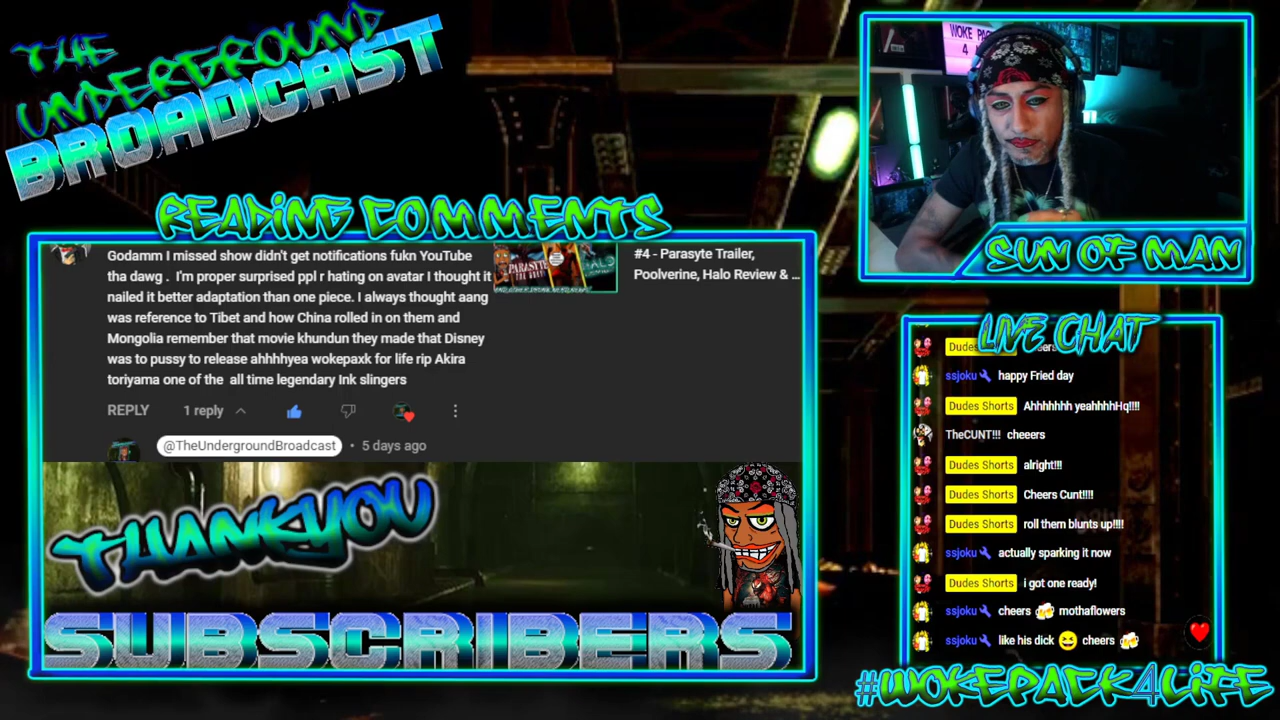 THE
UNDERGROUND
BROADCAST
READING COMMENTS
Godamm I missed show didn't get notifications fukn YouTube
tha dawg . I'm proper surprised ppl r hating on avatar I thought it
nailed it better adaptation than one piece. I always thought aang
was reference to Tibet and how China rolled in on them and
Mongolia remember that movie khundun they made that Disney
was to pussy to release ahhhhyea wokepaxk for life rip Akira
toriyama one of the all time legendary Ink slingers
REPLY 1 reply
@TheUndergroundBroadcast • 5 days ago
#4 - Parasyte Trailer,
Poolverine, Halo Review & ...
THANKYOU
SUBSCRIBERS
WOKE PA
4
SUN OF MAN
LIVE CHAT
Dudes
ssjoku happy Fried day
Dudes Shorts Ahhhhhh yeahhhHq!!!!
TheCUNT!!! cheeers
Dudes Shorts alright!!!
Dudes Shorts Cheers Cunt!!!!
Dudes Shorts roll them blunts up!!!!
ssjoku actually sparking it now
Dudes Shorts i got one ready!
ssjoku cheers 🍻 mothaflowers
ssjoku like his dick 😆 cheers 🍻
#WOKEPACK4LIFE